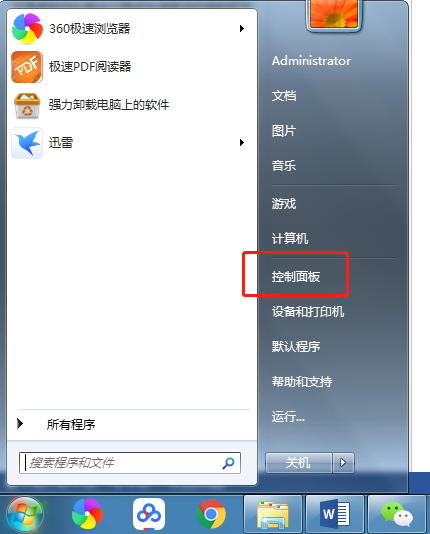 360极速浏览器
极速PDF阅读器
强力卸载电脑上的软件
迅雷
所有程序
搜索程序和文件
Administrator
文档
图片
音乐
游戏
计算机
控制面板
设备和打印机
默认程序
帮助和支持
运行...
关机
PDF
W